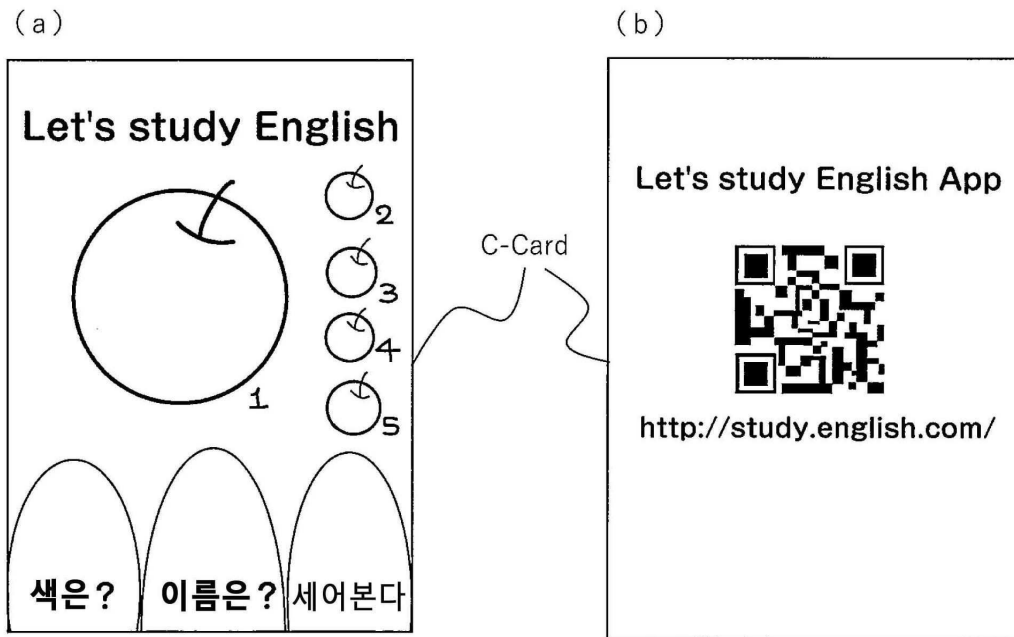 (a)
Let's study English
2
3
4
5
1
색은?
이름은?
세어본다
C-Card
(b)
Let's study English App
http://study.english.com/